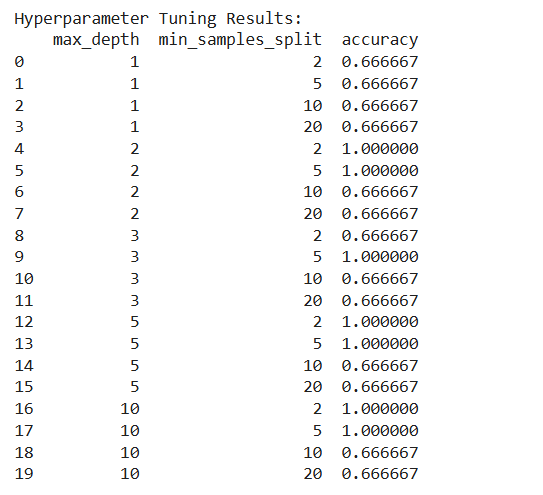 Hyperparameter Tuning Results:
    max_depth  min_samples_split  accuracy
0           1                  2  0.666667
1           1                  5  0.666667
2           1                 10  0.666667
3           1                 20  0.666667
4           2                  2  1.000000
5           2                  5  1.000000
6           2                 10  0.666667
7           2                 20  0.666667
8           3                  2  0.666667
9           3                  5  1.000000
10          3                 10  0.666667
11          3                 20  0.666667
12          5                  2  1.000000
13          5                  5  1.000000
14          5                 10  0.666667
15          5                 20  0.666667
16         10                  2  1.000000
17         10                  5  1.000000
18         10                 10  0.666667
19         10                 20  0.666667